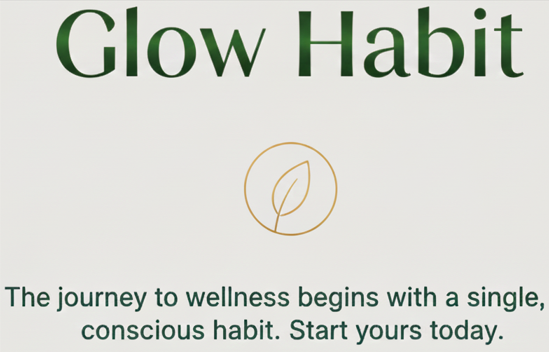 Glow Habit
The journey to wellness begins with a single,
conscious habit. Start yours today.